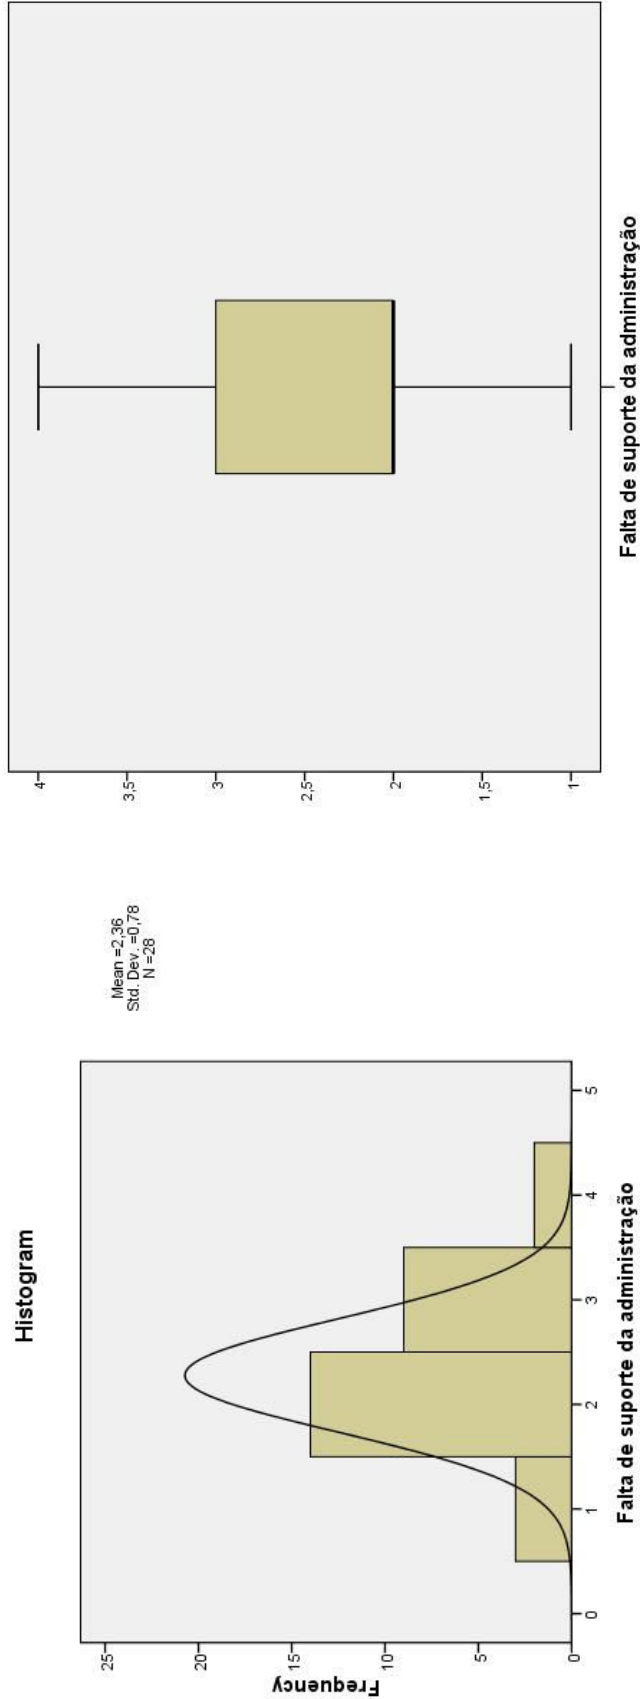 Histogram
25
20
15
10
5
0
Frequency
0
1
2
3
4
5
Falta de suporte da administração
Mean =2,36
Std. Dev. =0,78
N =28
4
3,5
3
2,5
2
1,5
1
Falta de suporte da administração